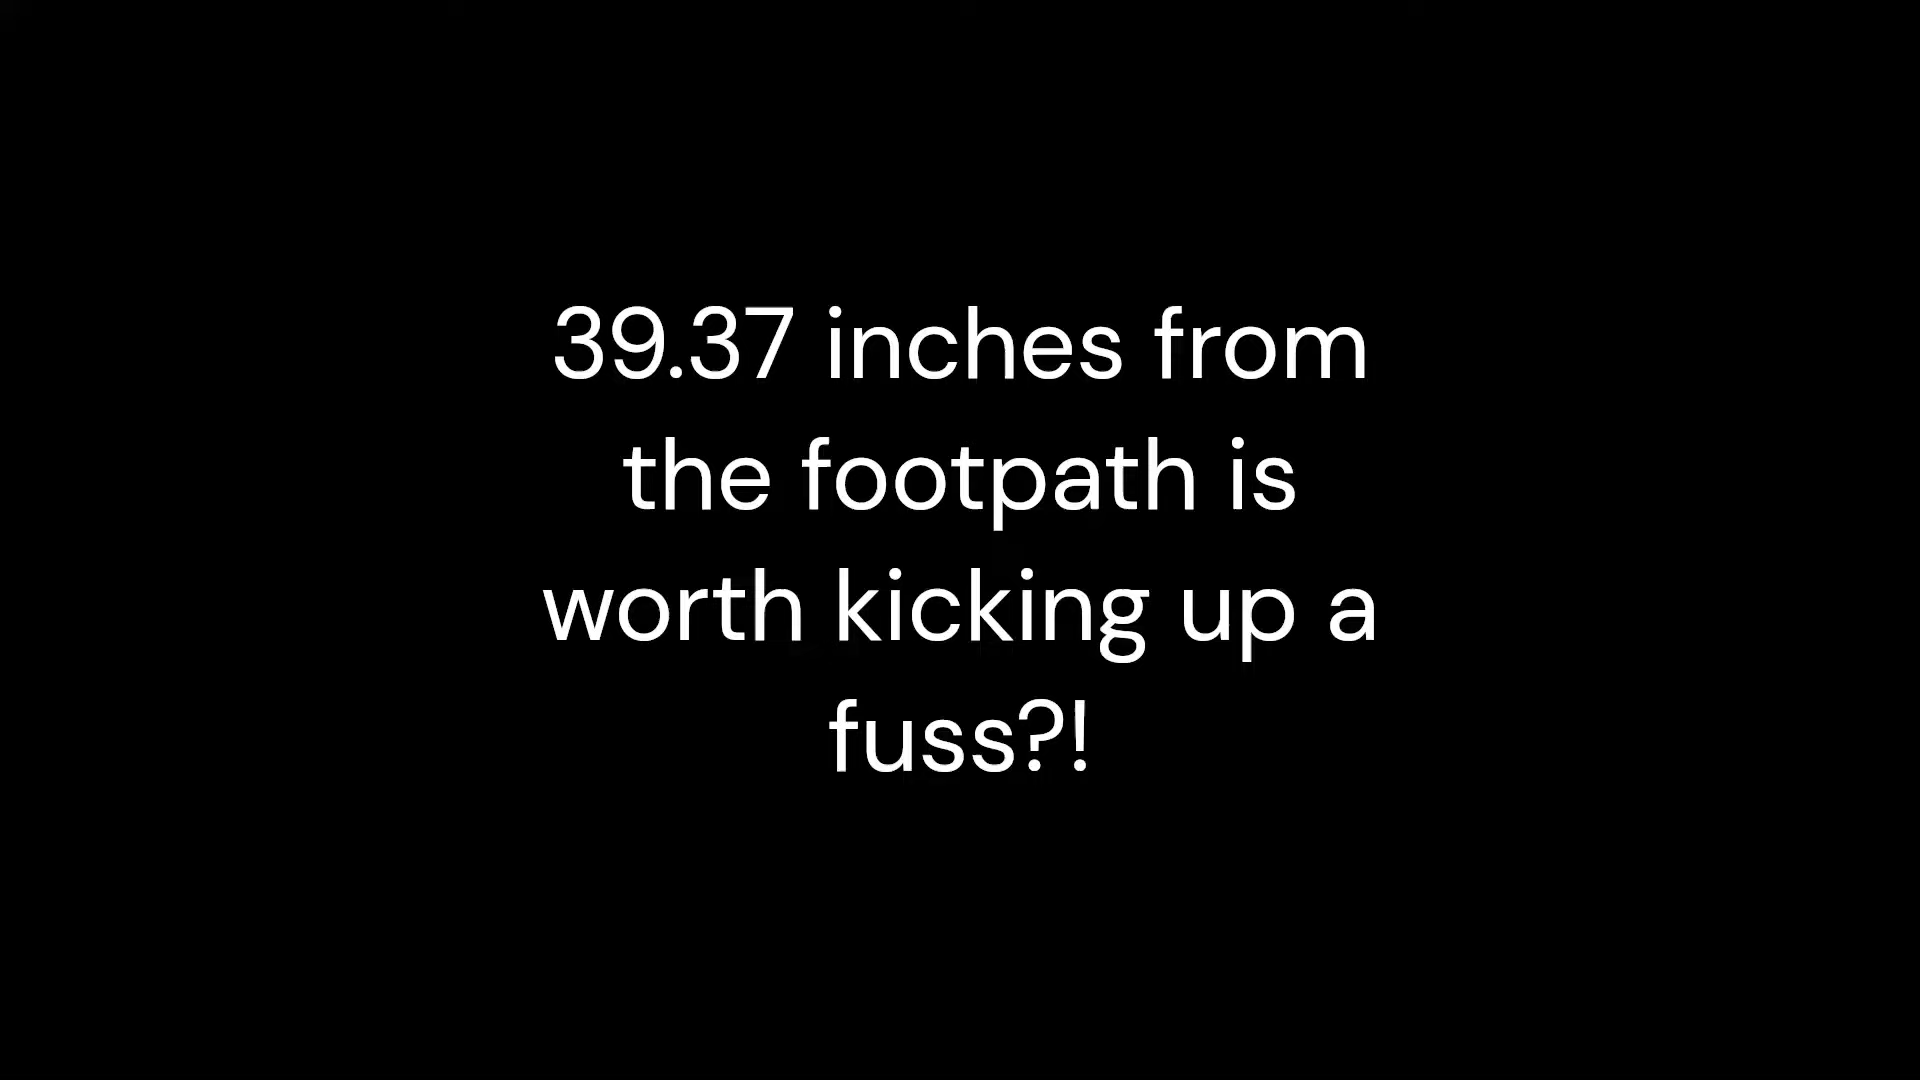 39.37 inches from
the footpath is
worth kicking up a
fuss?!